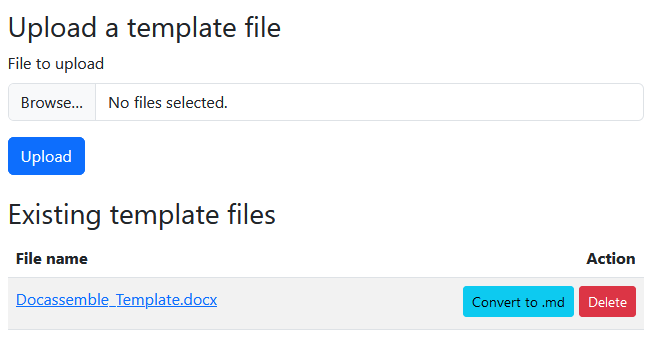 Upload a template file
File to upload
Browse... No files selected.
Upload
Existing template files
File name Action
Docassemble_Template.docx Convert to .md Delete